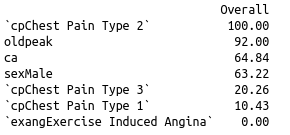 Overall
`cpChest Pain Type 2` 100.00
oldpeak 92.00
ca 64.84
sexMale 63.22
`cpChest Pain Type 3` 20.26
`cpChest Pain Type 1` 10.43
`exangExercise Induced Angina` 0.00